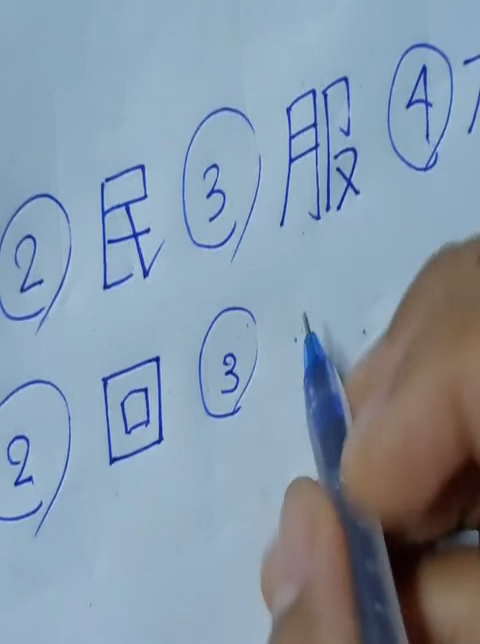 ② 民 ③ 服 ④
② 回 ③